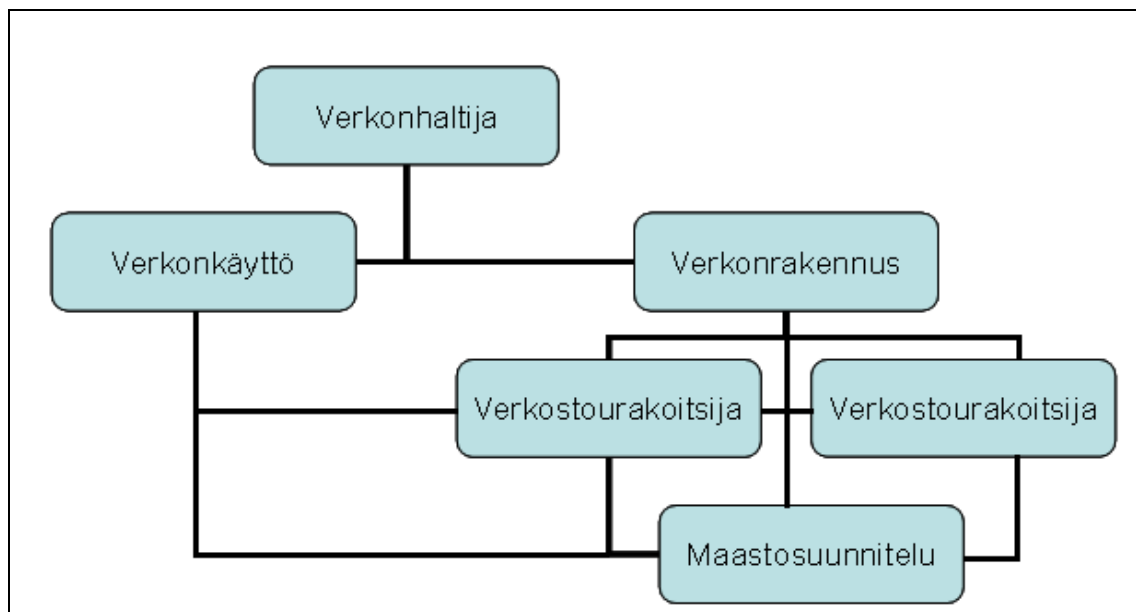 Verkonhaltija
Verkonkäyttö
Verkonrakennus
Verkostourakoitsija
Verkostourakoitsija
Maastosuunnitelu